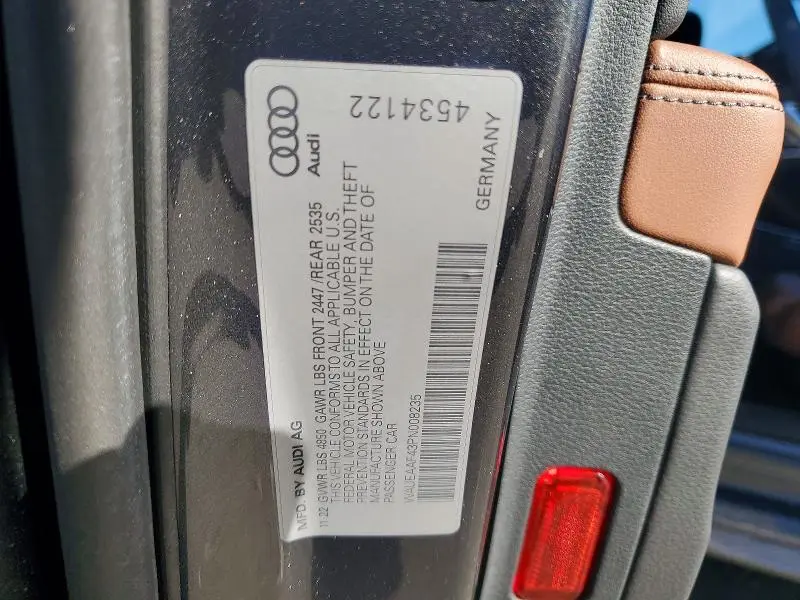 Audi
MFD. BY AUDI AG
11.22 GVWR LBS 4850 GAWR LBS FRONT 2447/REAR 2535
THIS VEHICLE CONFORMS TO ALL APPLICABLE U.S.
FEDERAL MOTOR VEHICLE SAFETY, BUMPER AND THEFT
PREVENTION STANDARDS IN EFFECT ON THE DATE OF
MANUFACTURE SHOWN ABOVE
PASSENGER CAR
WAUEAAF43PN008235
GERMANY
4534122